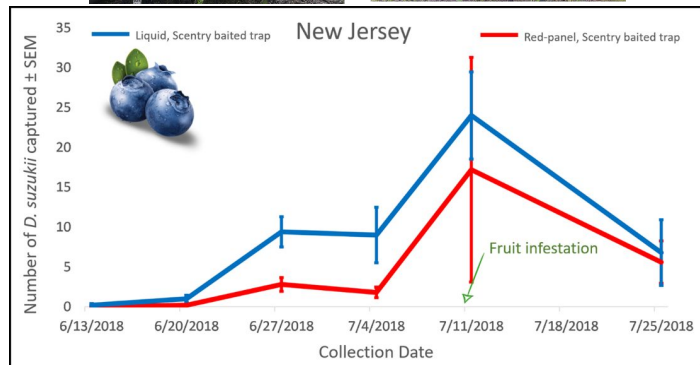 New Jersey
Liquid, Scentry baited trap
Red-panel, Scentry baited trap
Number of D. suzukii captured ± SEM
35
30
25
20
15
10
5
0
Fruit infestation
6/13/2018 6/20/2018 6/27/2018 7/4/2018 7/11/2018 7/18/2018 7/25/2018
Collection Date